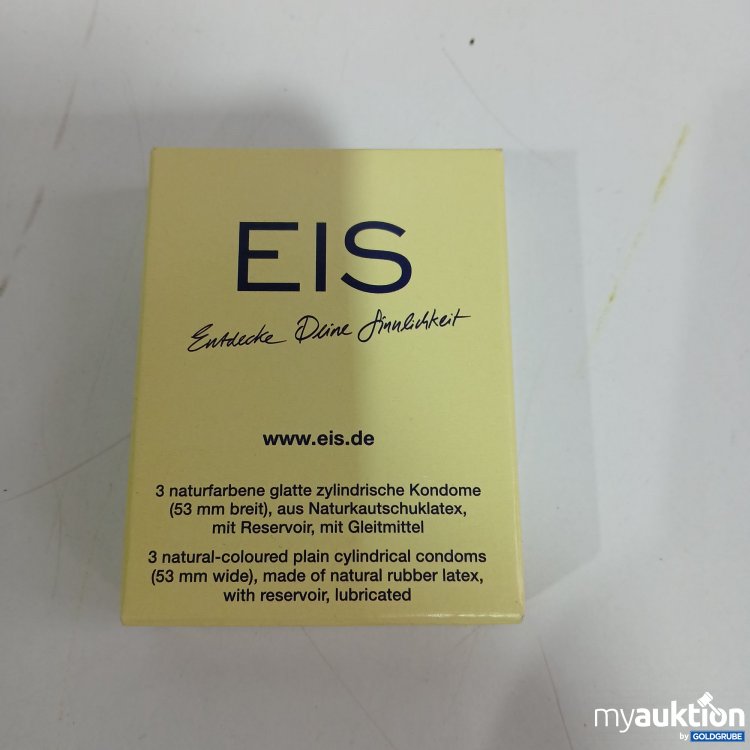 EIS
Entdecke Deine Sinnlichkeit
www.eis.de
3 naturfarbene glatte zylindrische Kondome
(53 mm breit), aus Naturkautschuklatex,
mit Reservoir, mit Gleitmittel
3 natural-coloured plain cylindrical condoms
(53 mm wide), made of natural rubber latex,
with reservoir, lubricated
myauktion
by GOLDGRUBE